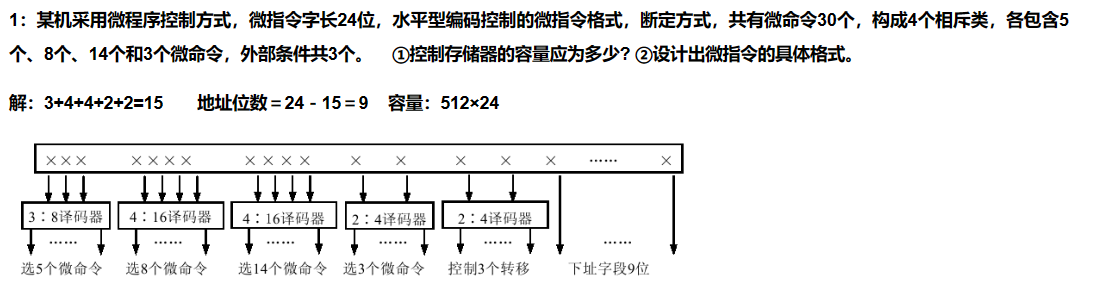 1：某机采用微程序控制方式，微指令字长24位，水平型编码控制的微指令格式，断定方式，共有微命令30个，构成4个相斥类，各包含5
个、8个、14个和3个微命令，外部条件共3个。 ①控制存储器的容量应为多少？②设计出微指令的具体格式。
解：3+4+4+2+2=15 地址位数＝24－15＝9 容量：512×24
××× ×××× ×××× × × × × × …… ×
3：8译码器 4：16译码器 4：16译码器 2：4译码器 2：4译码器
…… …… …… …… …… ……
选5个微命令 选8个微命令 选14个微命令 选3个微命令 控制3个转移 下址字段9位